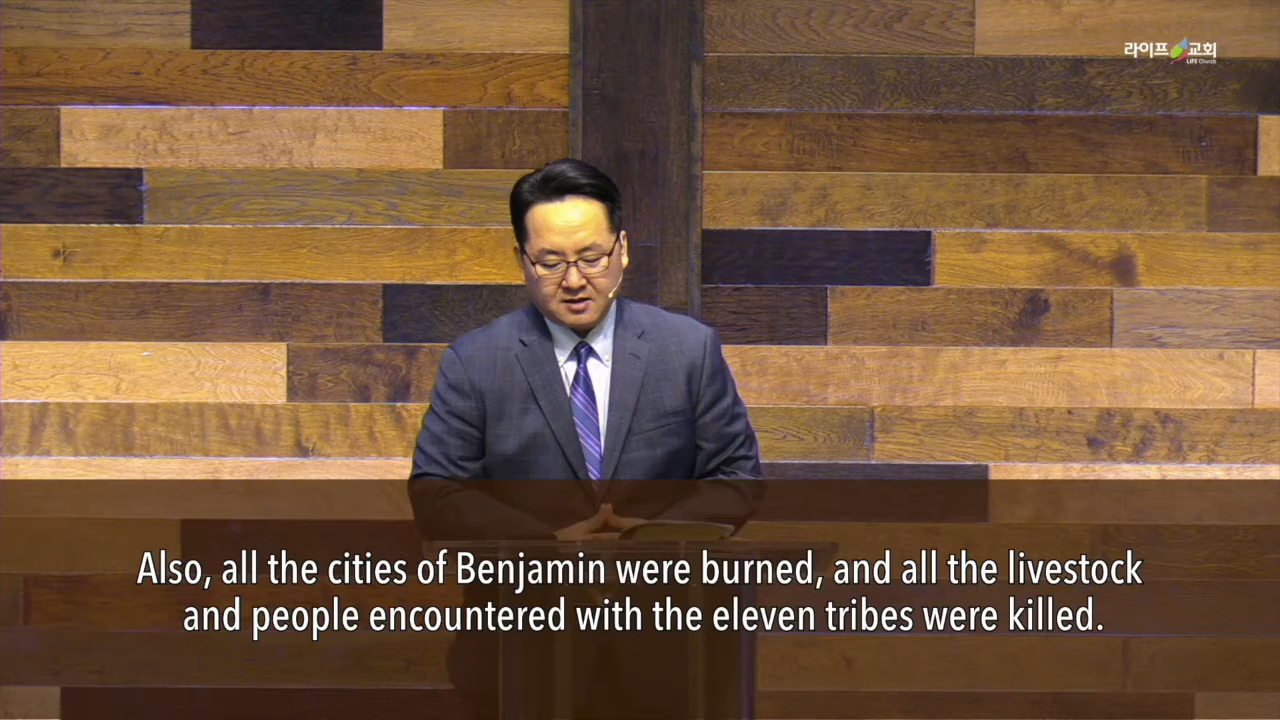 라이프 교회
LIFE Church
Also, all the cities of Benjamin were burned, and all the livestock
and people encountered with the eleven tribes were killed.